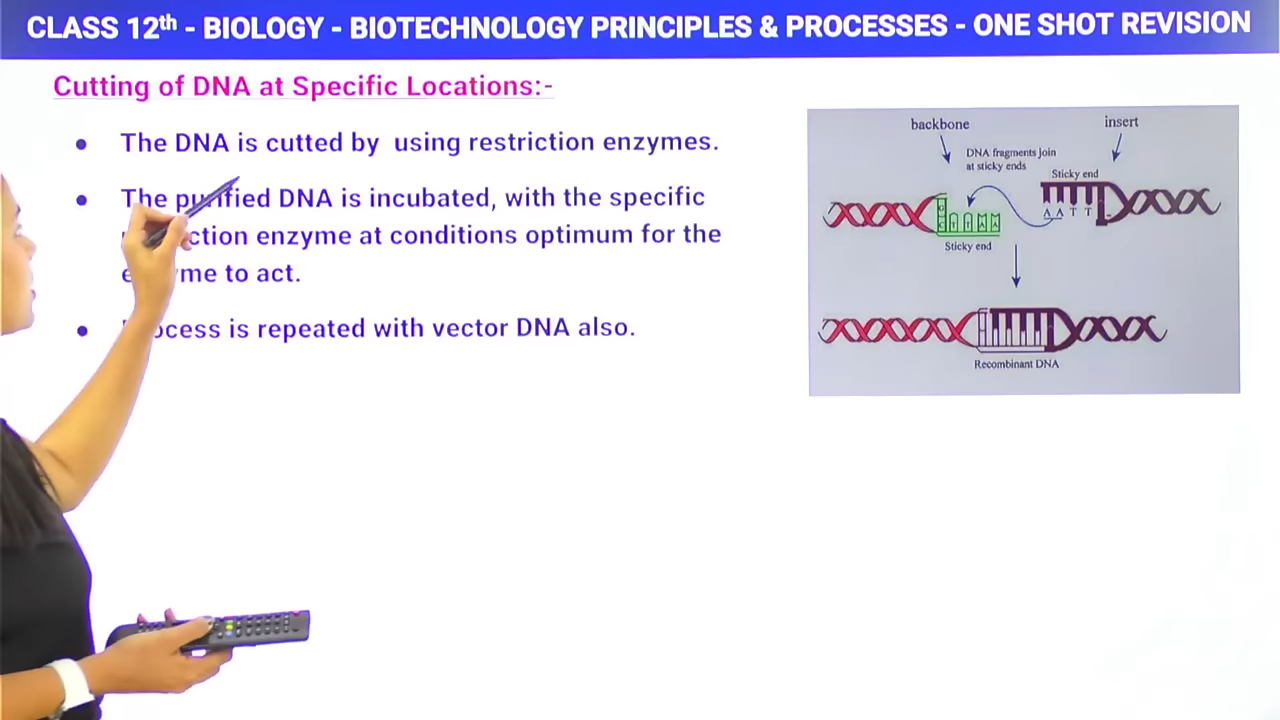 CLASS 12th - BIOLOGY - BIOTECHNOLOGY PRINCIPLES & PROCESSES - ONE SHOT REVISION
Cutting of DNA at Specific Locations:-
The DNA is cutted by using restriction enzymes.
The purified DNA is incubated, with the specific
ction enzyme at conditions optimum for the
me to act.
ocess is repeated with vector DNA also.
backbone
insert
DNA fragments join
at sticky ends
Sticky end
A A T T
Sticky end
Recombinant DNA